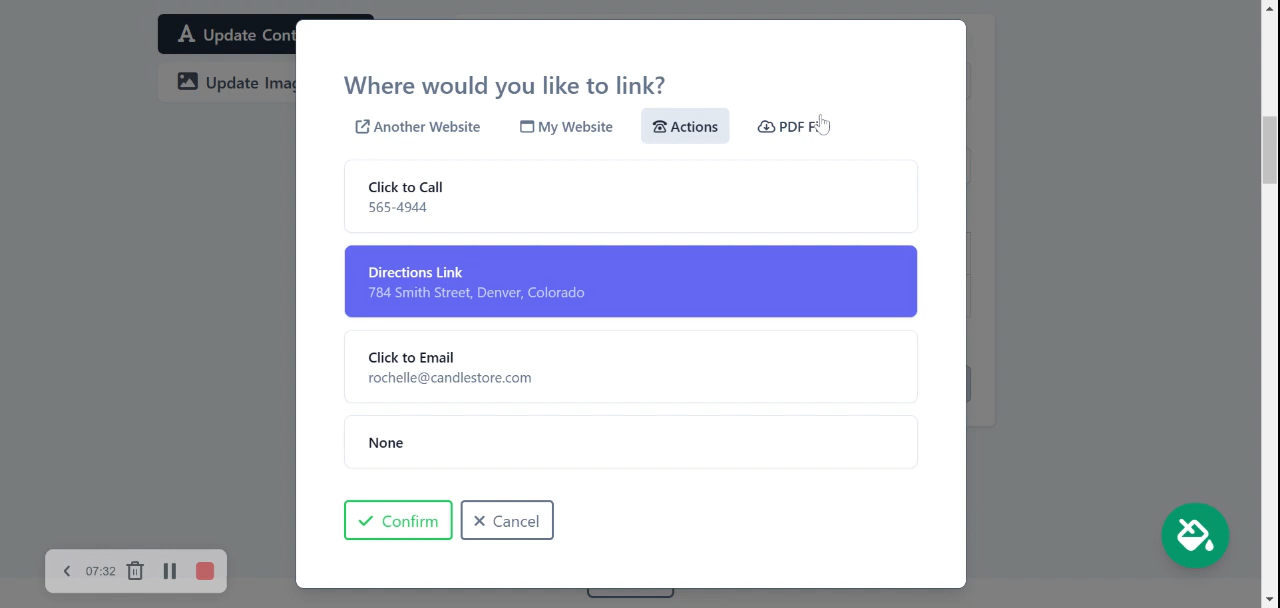 Update Cont
Update Imag
Where would you like to link?
Another Website
My Website
Actions
PDF
Click to Call
565-4944
Directions Link
784 Smith Street, Denver, Colorado
Click to Email
rochelle@candlestore.com
None
Confirm
Cancel
07:32